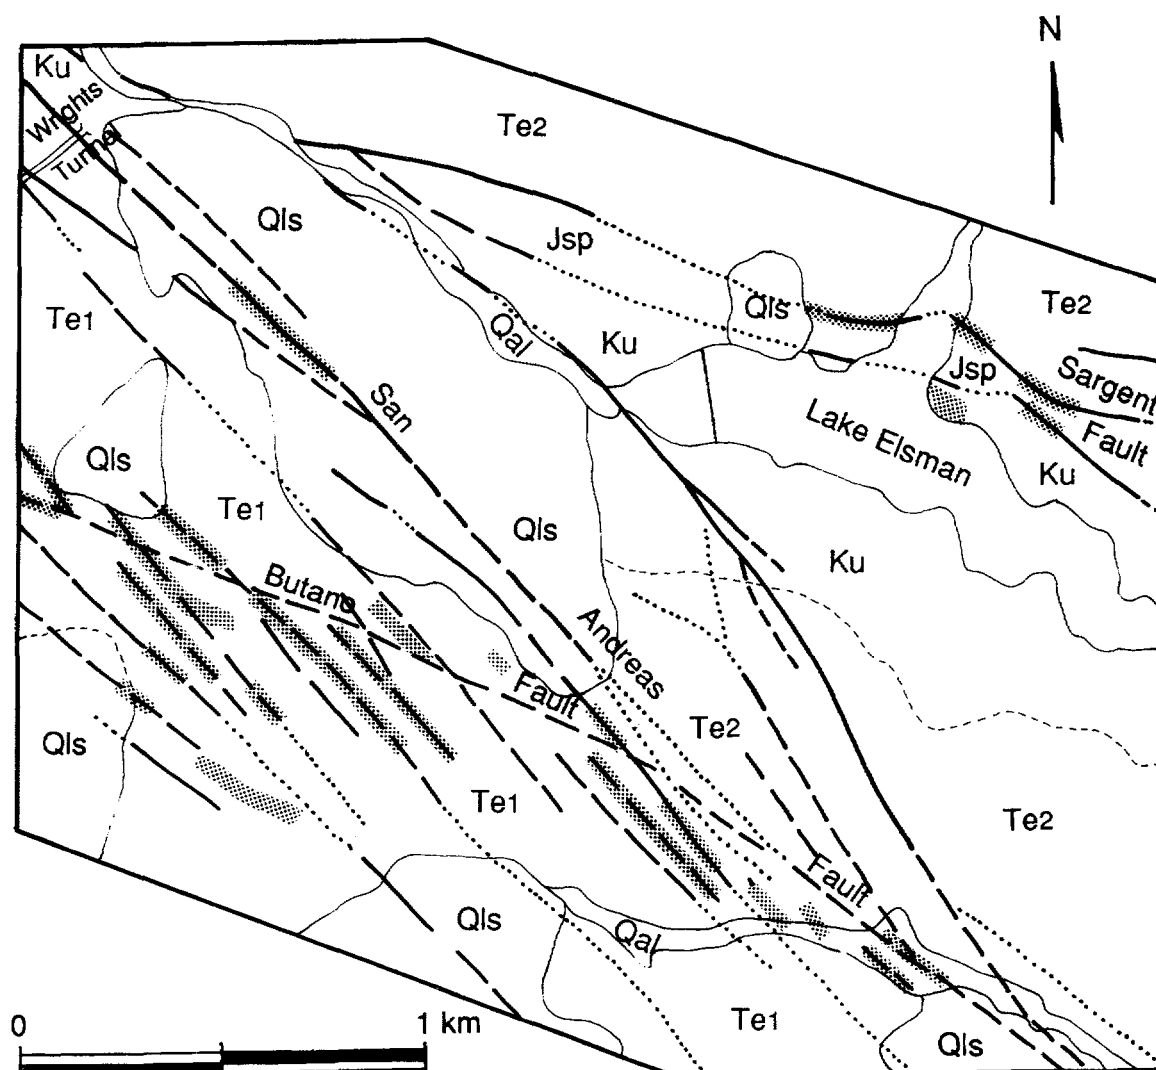 N
Ku
Wrights
Tunnel
Te2
Qls
Jsp
Qls
Te2
Te1
Qal
Ku
Jsp
Sargent
Fault
San
Lake Elsman
Ku
Qls
Te1
Qls
Ku
Butano
Andreas
Fault
Te2
Qls
Te1
Te2
Fault
Qls
Qal
Te1
Qls
0
1 km